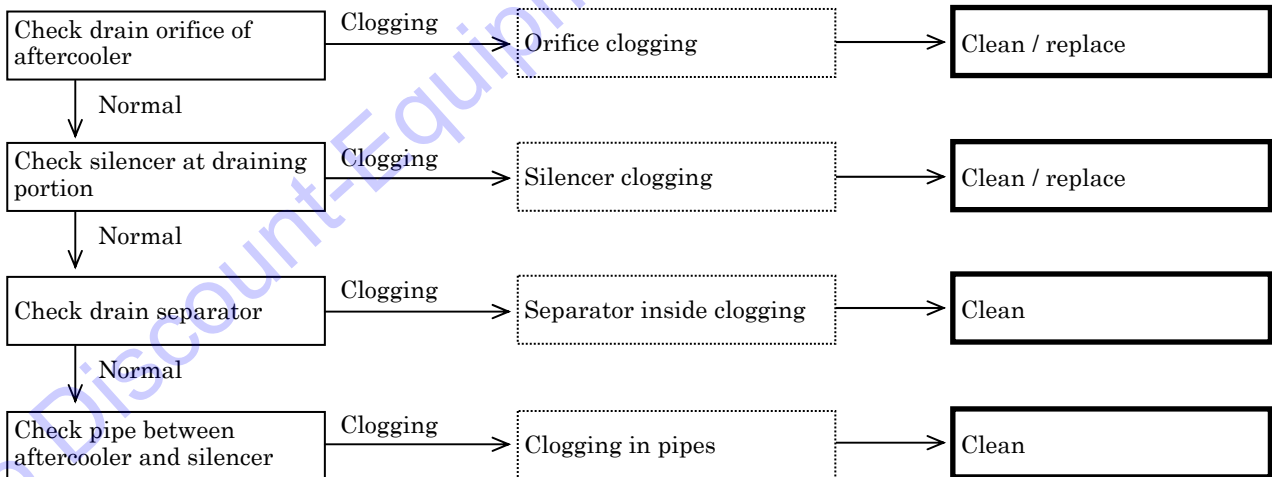 Check drain orifice of
aftercooler
Clogging
Orifice clogging
Clean / replace
Normal
Check silencer at draining
portion
Clogging
Silencer clogging
Clean / replace
Normal
Check drain separator
Clogging
Separator inside clogging
Clean
Normal
Check pipe between
aftercooler and silencer
Clogging
Clogging in pipes
Clean
Discount-Equipm